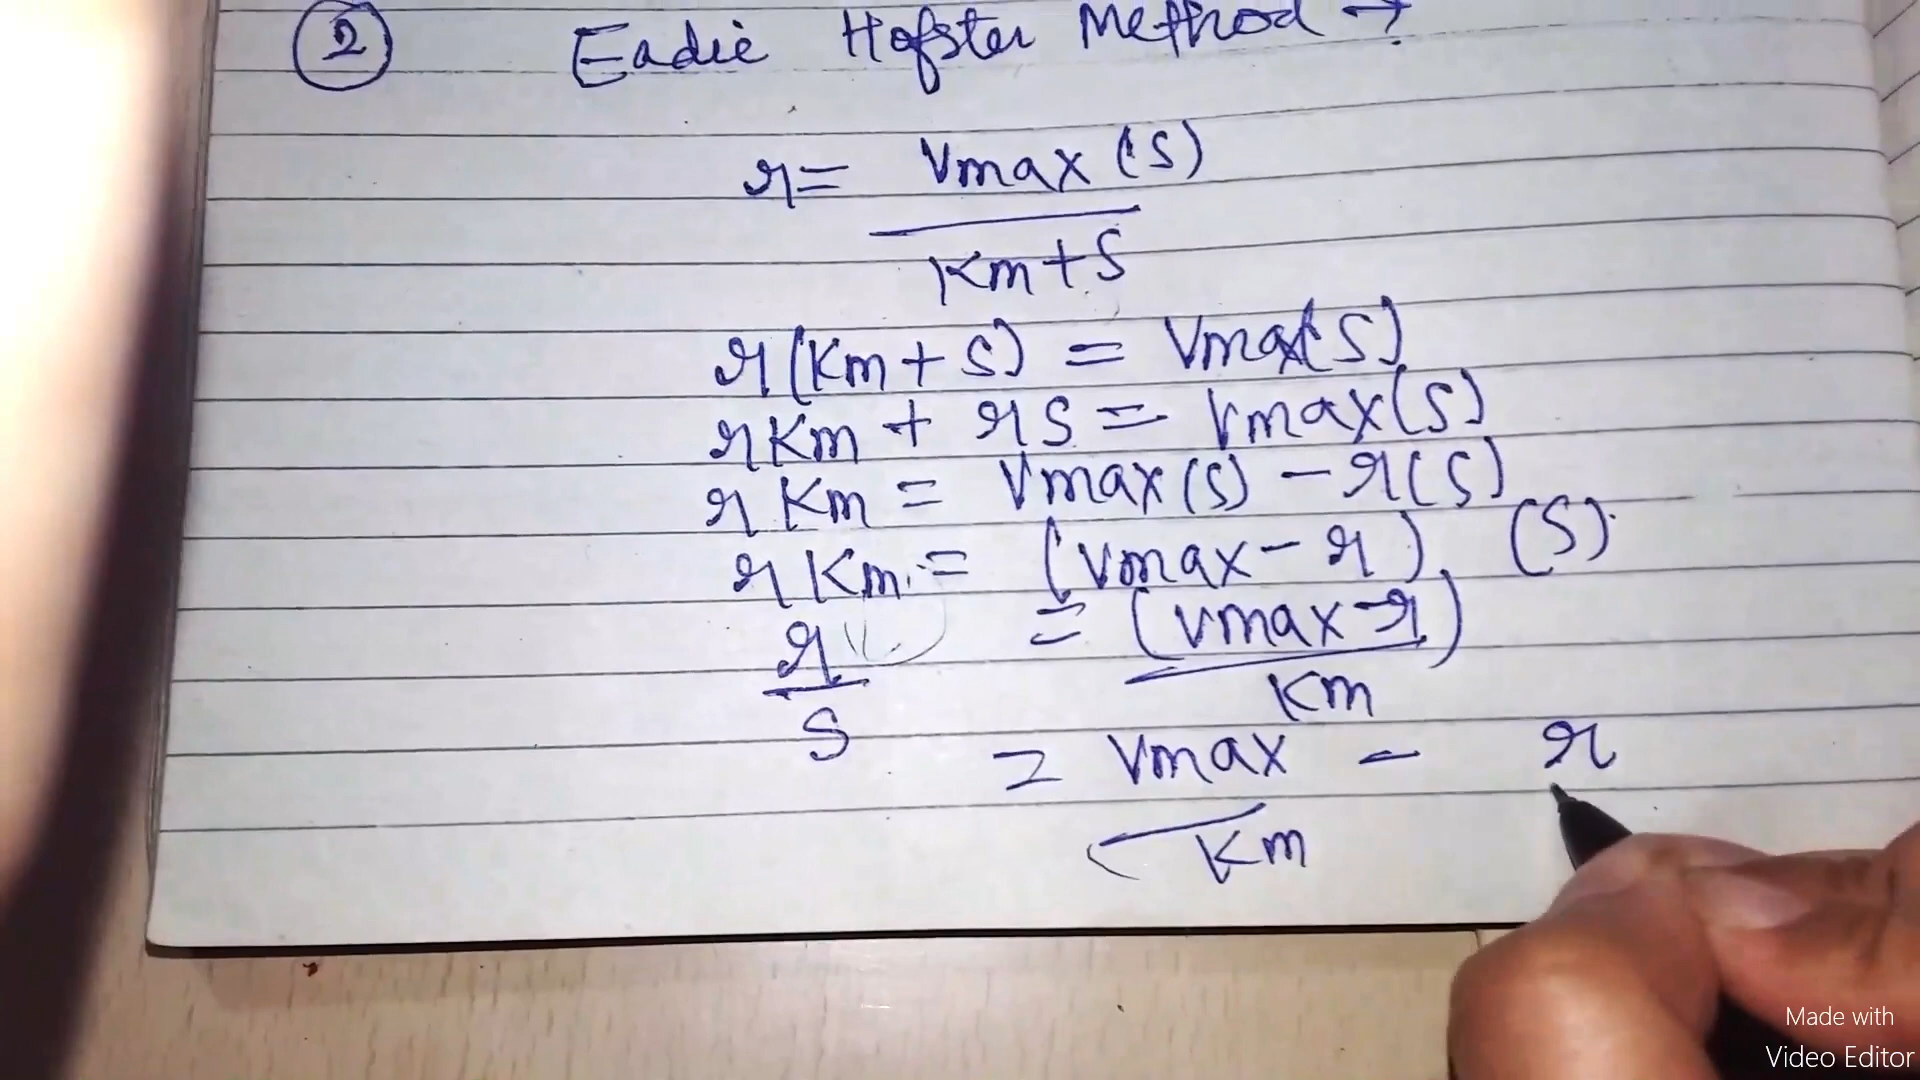 2 Eadie Hofster Method →
r = Vmax (S)
Km + S
r (Km + S) = Vmax (S)
r Km + r S = Vmax (S)
r Km = Vmax (S) - r (S)
r Km = (Vmax - r) (S)
r = (Vmax - r)
S Km
= Vmax - r
Km
Made with
Video Editor